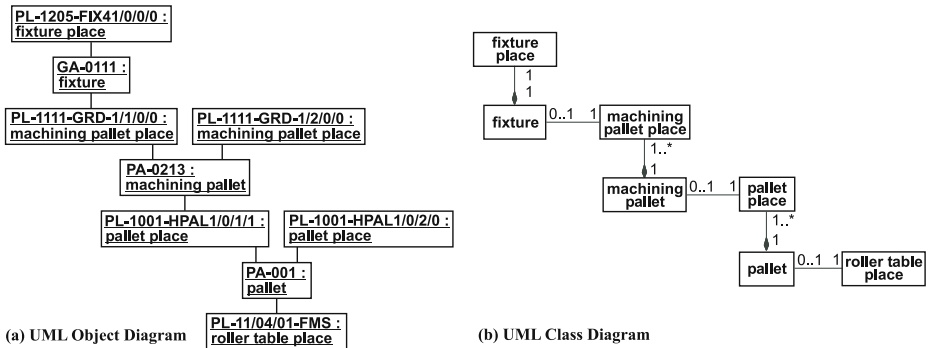 PL-1205-FIX41/0/0/0 :
fixture place
GA-0111 :
fixture
PL-1111-GRD-1/1/0/0 :
machining pallet place
PL-1111-GRD-1/2/0/0 :
machining pallet place
PA-0213 :
machining pallet
PL-1001-HPAL1/0/1/1 :
pallet place
PL-1001-HPAL1/0/2/0 :
pallet place
PA-001 :
pallet
PL-11/04/01-FMS :
roller table place
(a) UML Object Diagram
fixture
place
1
1
fixture
0..1 1
machining
pallet place
1..*
1
machining
pallet
0..1 1
pallet
place
1..*
1
pallet
0..1 1
roller table
place
(b) UML Class Diagram